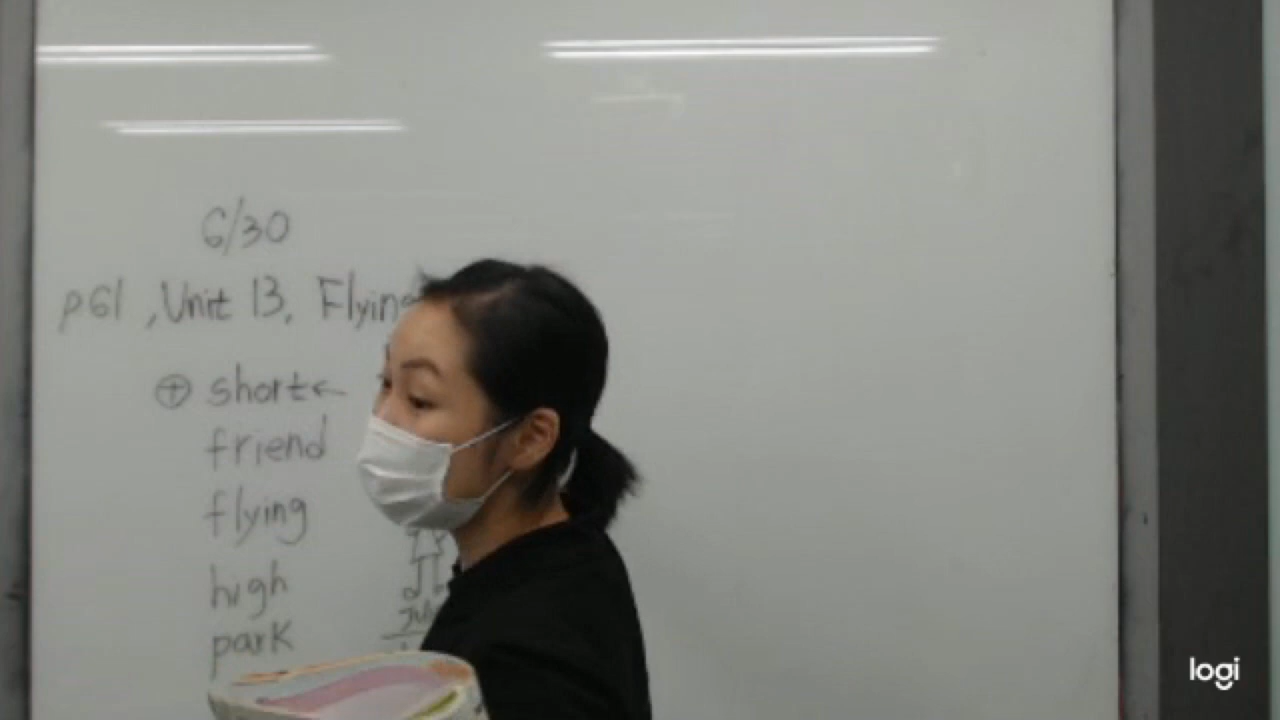 6/30
p61, Unit 13, Flying
⊕ short←
friend
flying
high
park
logi